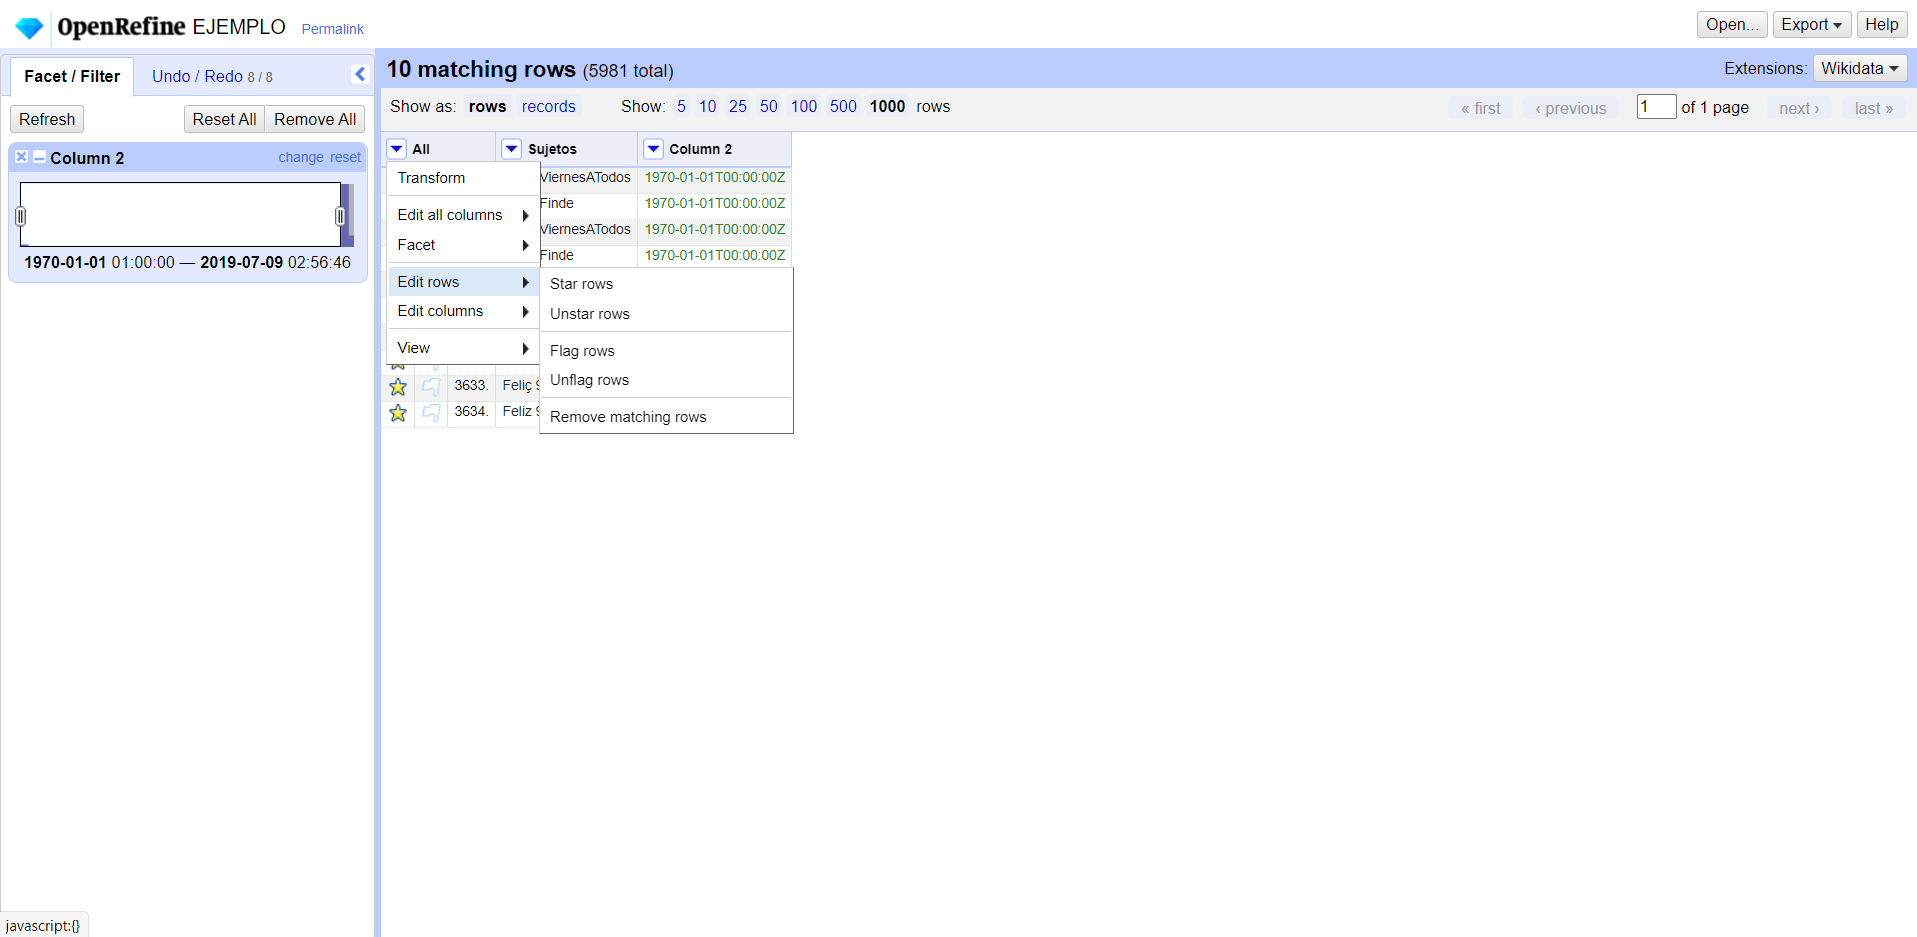 OpenRefine EJEMPLO Permalink
Open... Export Help
Facet / Filter Undo / Redo 8 / 8
10 matching rows (5981 total)
Extensions: Wikidata
Refresh Reset All Remove All
Show as: rows records Show: 5 10 25 50 100 500 1000 rows
« first ‹ previous 1 of 1 page next › last »
Column 2 change reset
1970-01-01 01:00:00 — 2019-07-09 02:56:46
All Sujetos Column 2
Transform
Edit all columns
Facet
Edit rows
Edit columns
View
ViernesATodos 1970-01-01T00:00:00Z
Finde 1970-01-01T00:00:00Z
ViernesATodos 1970-01-01T00:00:00Z
Finde 1970-01-01T00:00:00Z
Star rows
Unstar rows
Flag rows
Unflag rows
Remove matching rows
3633. Feliç 9
3634. Feliz 9
javascript:{}